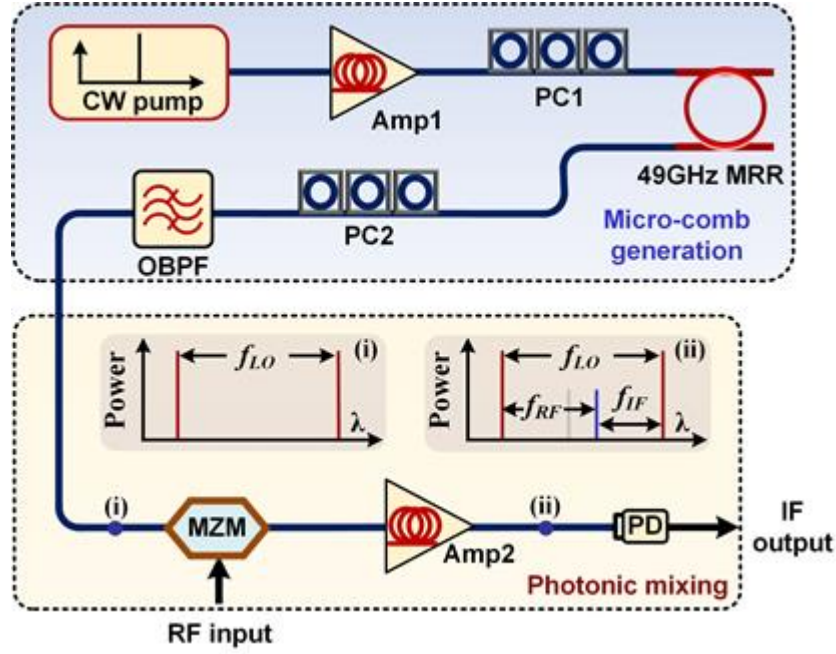 CW pump
Amp1
PC1
49GHz MRR
OBPF
PC2
Micro-comb
generation
Power
f_LO
(i)
λ
Power
f_LO
(ii)
f_RF
f_IF
λ
(i)
MZM
Amp2
(ii)
PD
IF
output
Photonic mixing
RF input